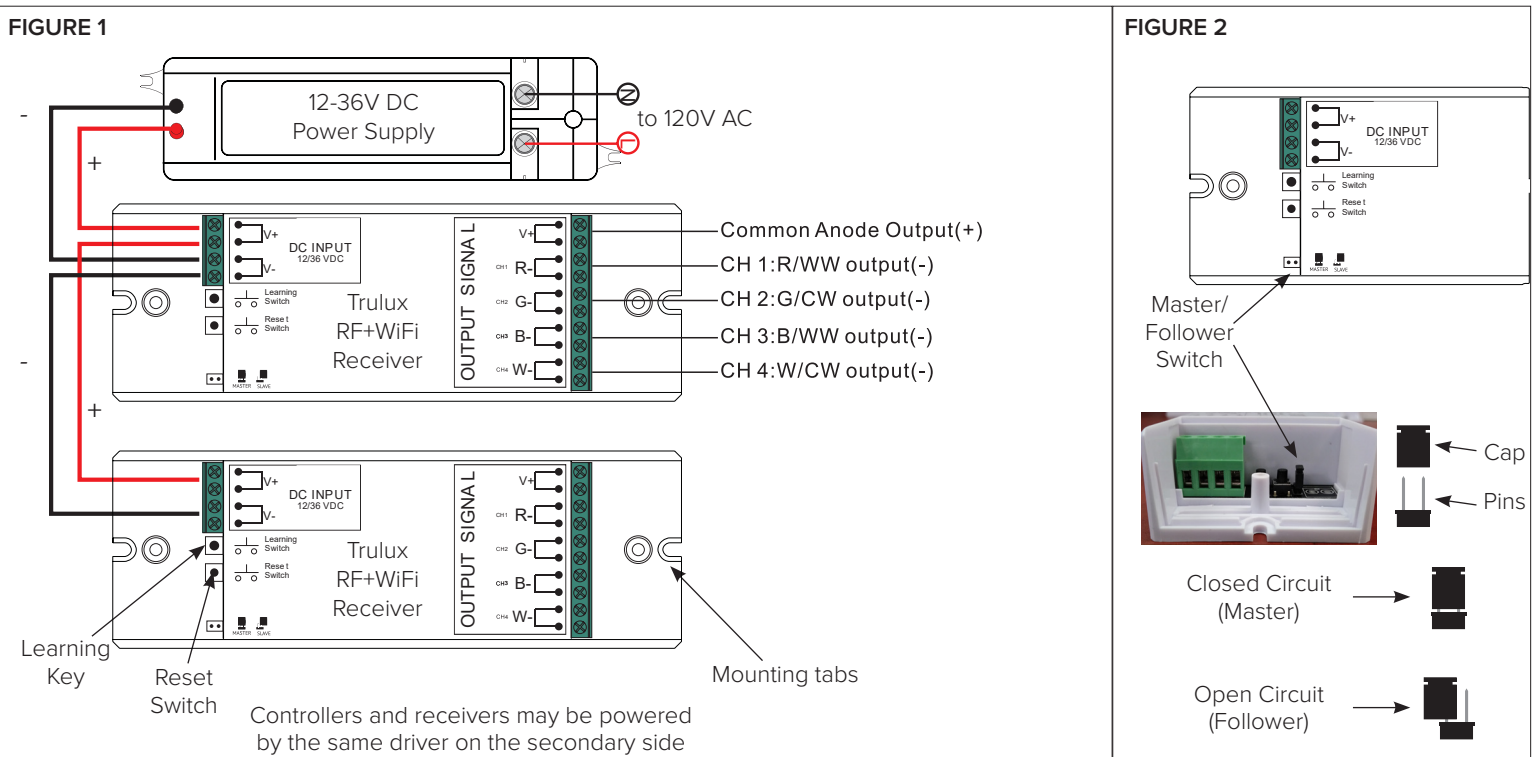 FIGURE 1
12-36V DC
Power Supply
N
L
to 120V AC
-
+
V+
V-
DC INPUT
12/36 VDC
Learning
Switch
Rese t
Switch
MASTER SLAVE
Trulux
RF+WiFi
Receiver
OUTPUT SIGNAL
V+
CH1 R-
CH2 G-
CH3 B-
CH4 W-
Common Anode Output(+)
CH 1:R/WW output(-)
CH 2:G/CW output(-)
CH 3:B/WW output(-)
CH 4:W/CW output(-)
-
+
V+
V-
DC INPUT
12/36 VDC
Learning
Switch
Rese t
Switch
MASTER SLAVE
Trulux
RF+WiFi
Receiver
OUTPUT SIGNAL
V+
CH1 R-
CH2 G-
CH3 B-
CH4 W-
Learning
Key
Reset
Switch
Mounting tabs
Controllers and receivers may be powered
by the same driver on the secondary side
FIGURE 2
V+
V-
DC INPUT
12/36 VDC
Learning
Switch
Rese t
Switch
MASTER SLAVE
Master/
Follower
Switch
Cap
Pins
Closed Circuit
(Master)
Open Circuit
(Follower)